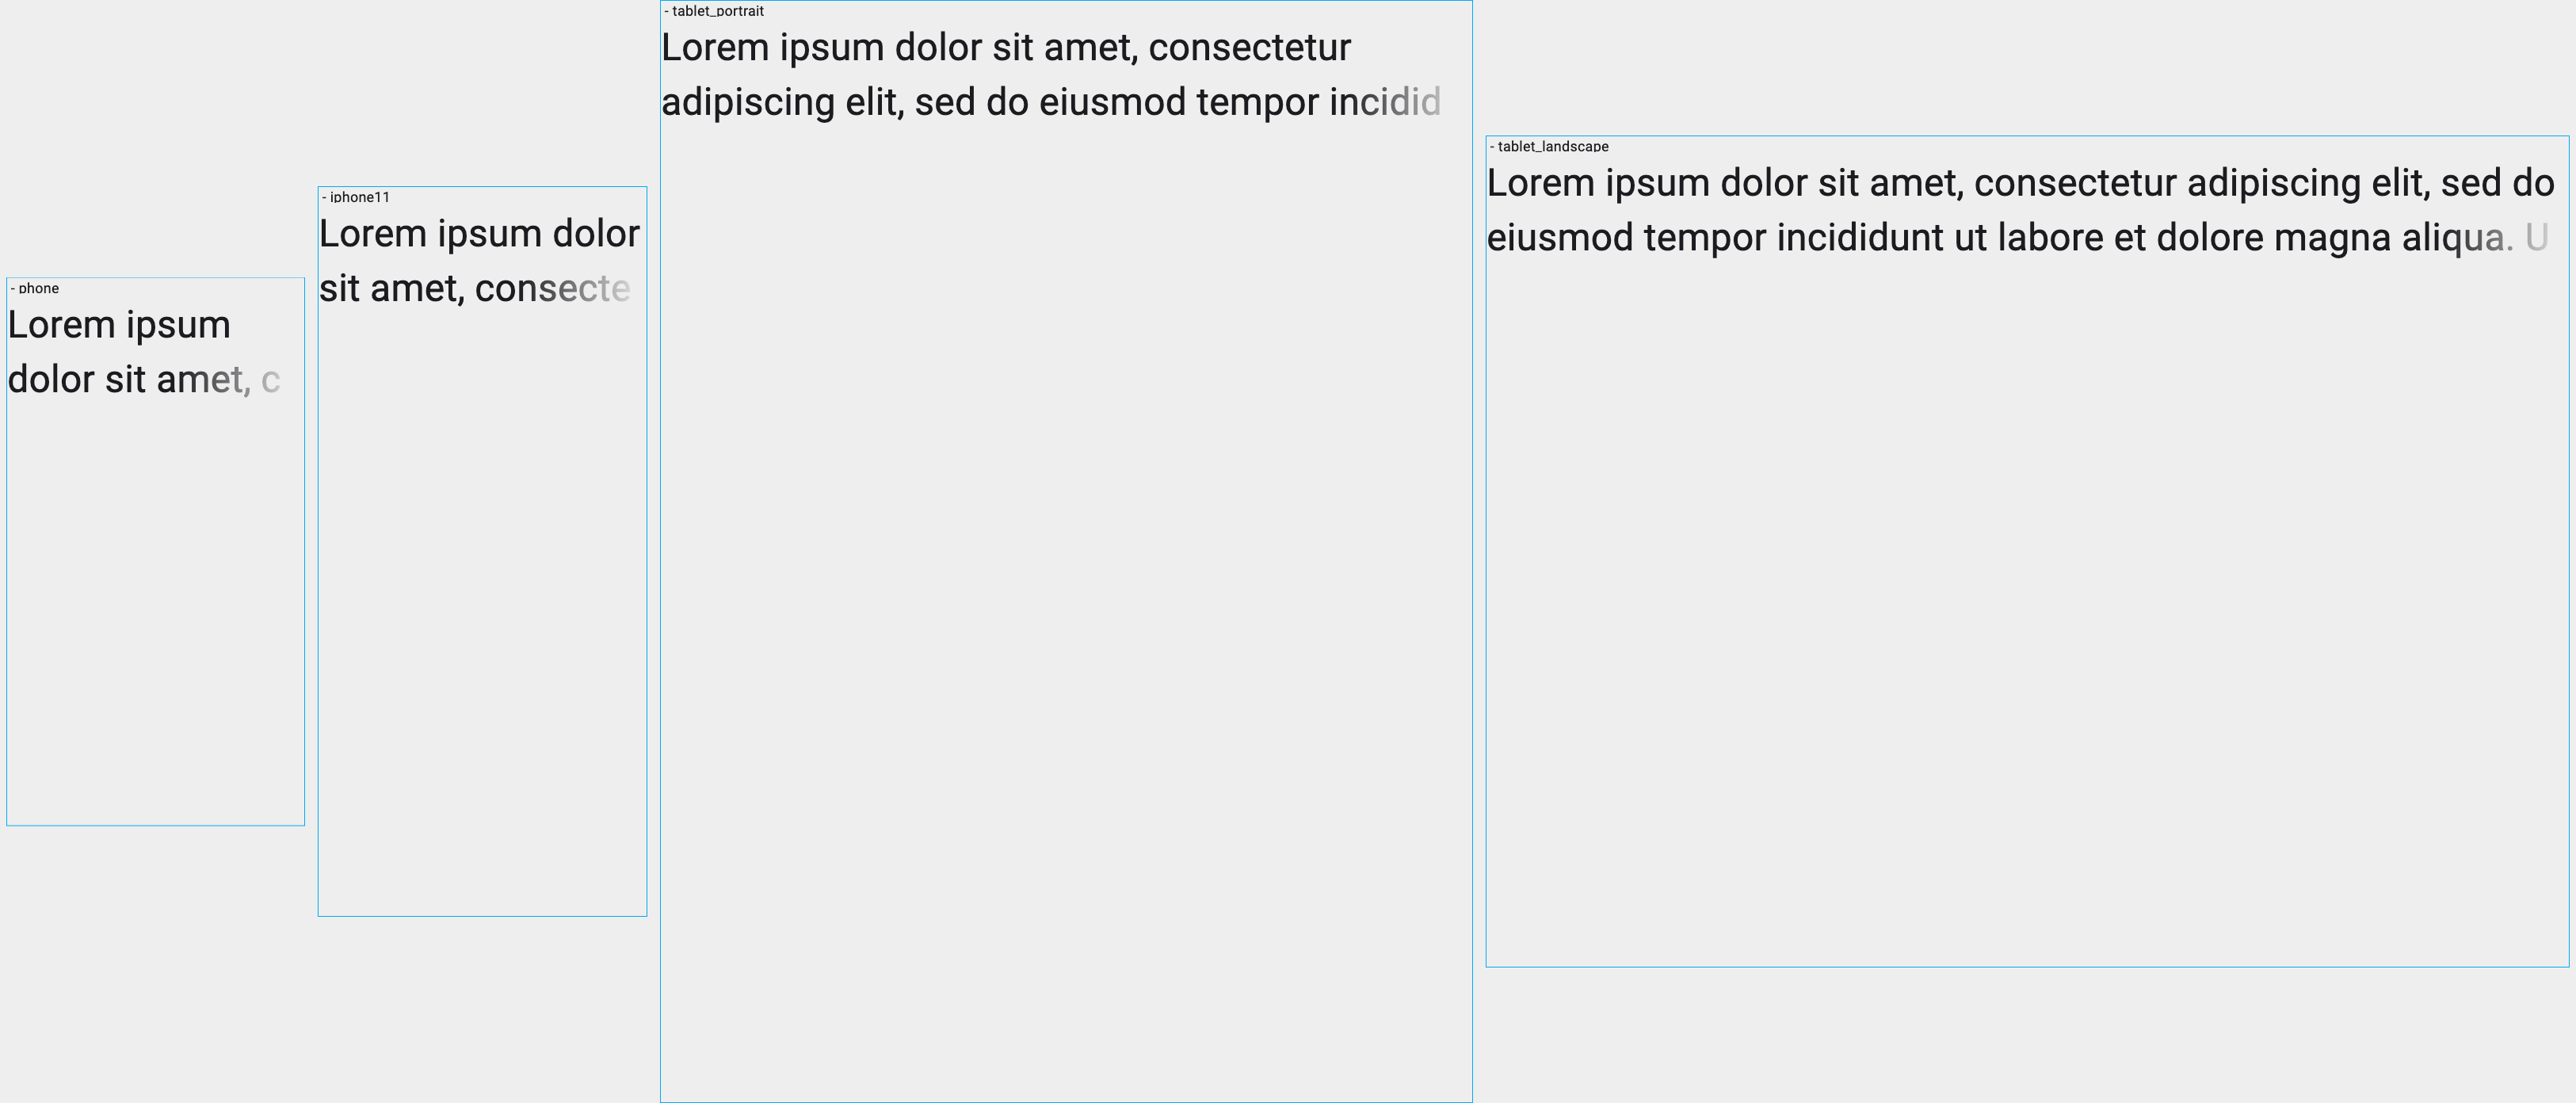 - phone
Lorem ipsum
dolor sit amet, c
- iphone11
Lorem ipsum dolor
sit amet, consecte
- tablet_portrait
Lorem ipsum dolor sit amet, consectetur
adipiscing elit, sed do eiusmod tempor incidid
- tablet_landscape
Lorem ipsum dolor sit amet, consectetur adipiscing elit, sed do
eiusmod tempor incididunt ut labore et dolore magna aliqua. U